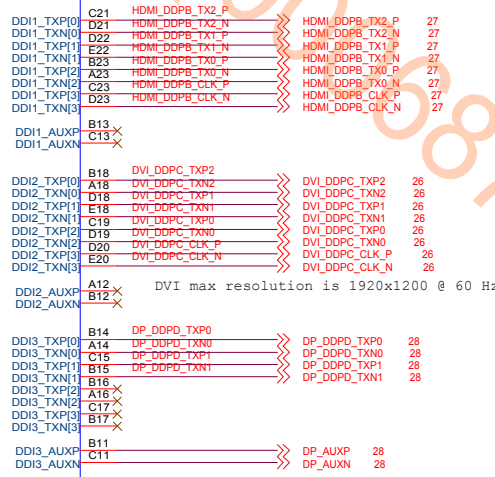 DDI1_TXP[0] C21 HDMI_DDPB_TX2_P HDMI_DDPB_TX2_P 27
DDI1_TXN[0] D21 HDMI_DDPB_TX2_N HDMI_DDPB_TX2_N 27
DDI1_TXP[1] D22 HDMI_DDPB_TX1_P HDMI_DDPB_TX1_P 27
DDI1_TXN[1] E22 HDMI_DDPB_TX1_N HDMI_DDPB_TX1_N 27
DDI1_TXP[2] B23 HDMI_DDPB_TX0_P HDMI_DDPB_TX0_P 27
DDI1_TXN[2] A23 HDMI_DDPB_TX0_N HDMI_DDPB_TX0_N 27
DDI1_TXP[3] C23 HDMI_DDPB_CLK_P HDMI_DDPB_CLK_P 27
DDI1_TXN[3] D23 HDMI_DDPB_CLK_N HDMI_DDPB_CLK_N 27
DDI1_AUXP B13
DDI1_AUXN C13
DDI2_TXP[0] B18 DVI_DDPC_TXP2 DVI_DDPC_TXP2 26
DDI2_TXN[0] A18 DVI_DDPC_TXN2 DVI_DDPC_TXN2 26
DDI2_TXP[1] D18 DVI_DDPC_TXP1 DVI_DDPC_TXP1 26
DDI2_TXN[1] E18 DVI_DDPC_TXN1 DVI_DDPC_TXN1 26
DDI2_TXP[2] C19 DVI_DDPC_TXP0 DVI_DDPC_TXP0 26
DDI2_TXN[2] D19 DVI_DDPC_TXN0 DVI_DDPC_TXN0 26
DDI2_TXP[3] D20 DVI_DDPC_CLK_P DVI_DDPC_CLK_P 26
DDI2_TXN[3] E20 DVI_DDPC_CLK_N DVI_DDPC_CLK_N 26
DDI2_AUXP A12 DVI max resolution is 1920x1200 @ 60 Hz
DDI2_AUXN B12
DDI3_TXP[0] B14 DP_DDPD_TXP0 DP_DDPD_TXP0 28
DDI3_TXN[0] A14 DP_DDPD_TXN0 DP_DDPD_TXN0 28
DDI3_TXP[1] C15 DP_DDPD_TXP1 DP_DDPD_TXP1 28
DDI3_TXN[1] B15 DP_DDPD_TXN1 DP_DDPD_TXN1 28
DDI3_TXP[2] B16
DDI3_TXN[2] A16
DDI3_TXP[3] C17
DDI3_TXN[3] B17
DDI3_AUXP B11 DP_AUXP 28
DDI3_AUXN C11 DP_AUXN 28